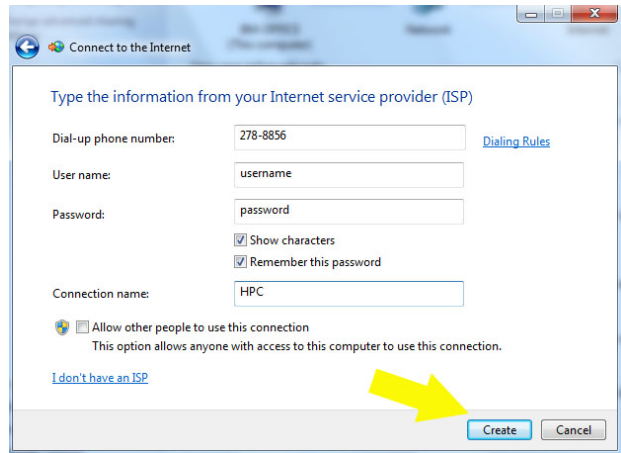 Connect to the Internet
Type the information from your Internet service provider (ISP)
Dial-up phone number:
278-8856
Dialing Rules
User name:
username
Password:
password
Show characters
Remember this password
Connection name:
HPC
Allow other people to use this connection
This option allows anyone with access to this computer to use this connection.
I don't have an ISP
Create
Cancel